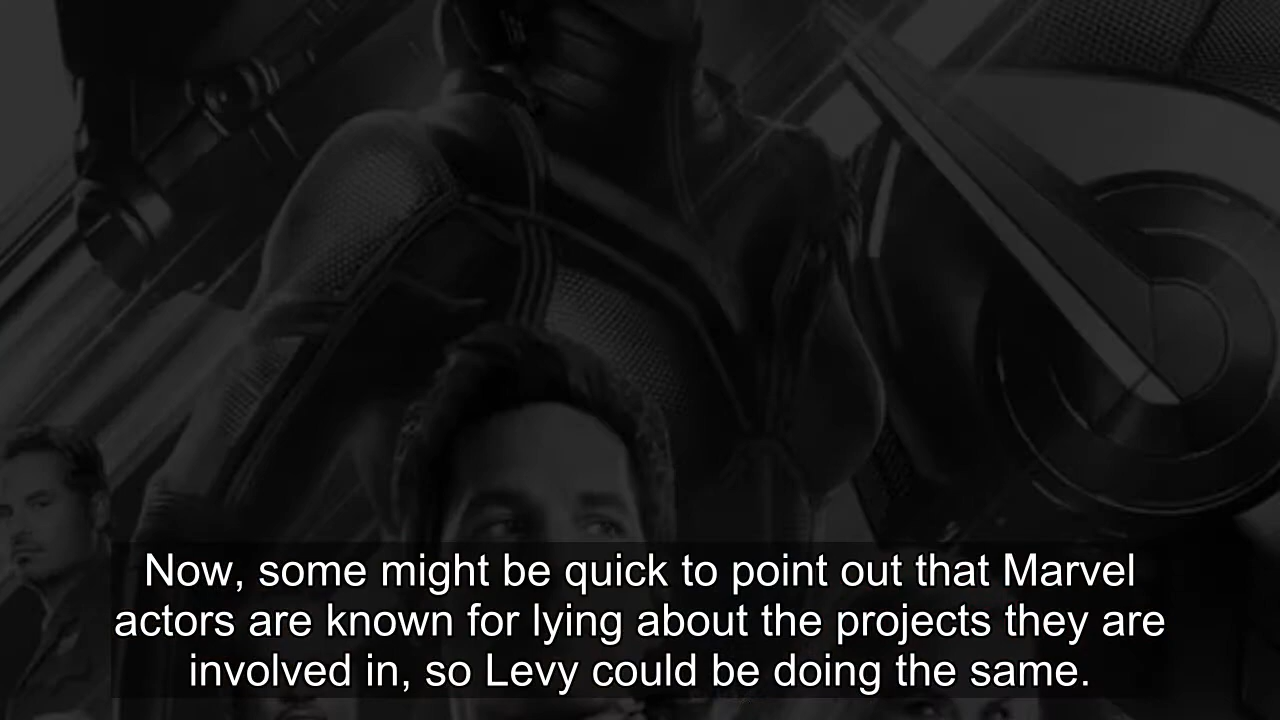 Now, some might be quick to point out that Marvel
actors are known for lying about the projects they are
involved in, so Levy could be doing the same.